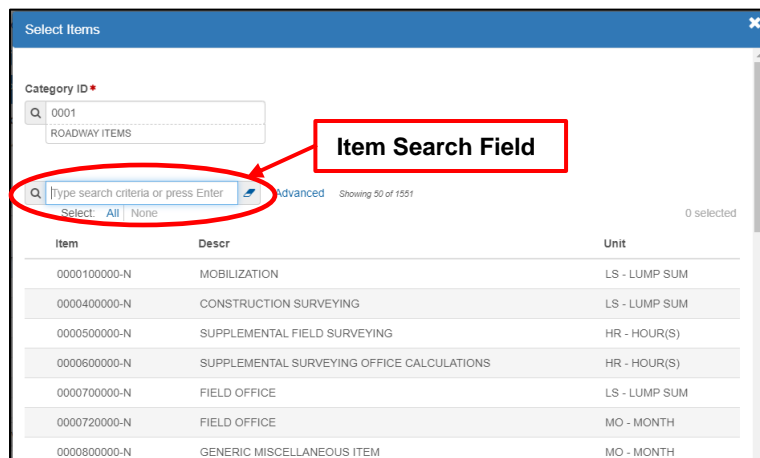 Select Items
Category ID*
0001
ROADWAY ITEMS
Item Search Field
Type search criteria or press Enter Advanced Showing 50 of 1551
Select: All None 0 selected
Item Descr Unit
0000100000-N MOBILIZATION LS - LUMP SUM
0000400000-N CONSTRUCTION SURVEYING LS - LUMP SUM
0000500000-N SUPPLEMENTAL FIELD SURVEYING HR - HOUR(S)
0000600000-N SUPPLEMENTAL SURVEYING OFFICE CALCULATIONS HR - HOUR(S)
0000700000-N FIELD OFFICE LS - LUMP SUM
0000720000-N FIELD OFFICE MO - MONTH
0000800000-N GENERIC MISCELLANEOUS ITEM MO - MONTH